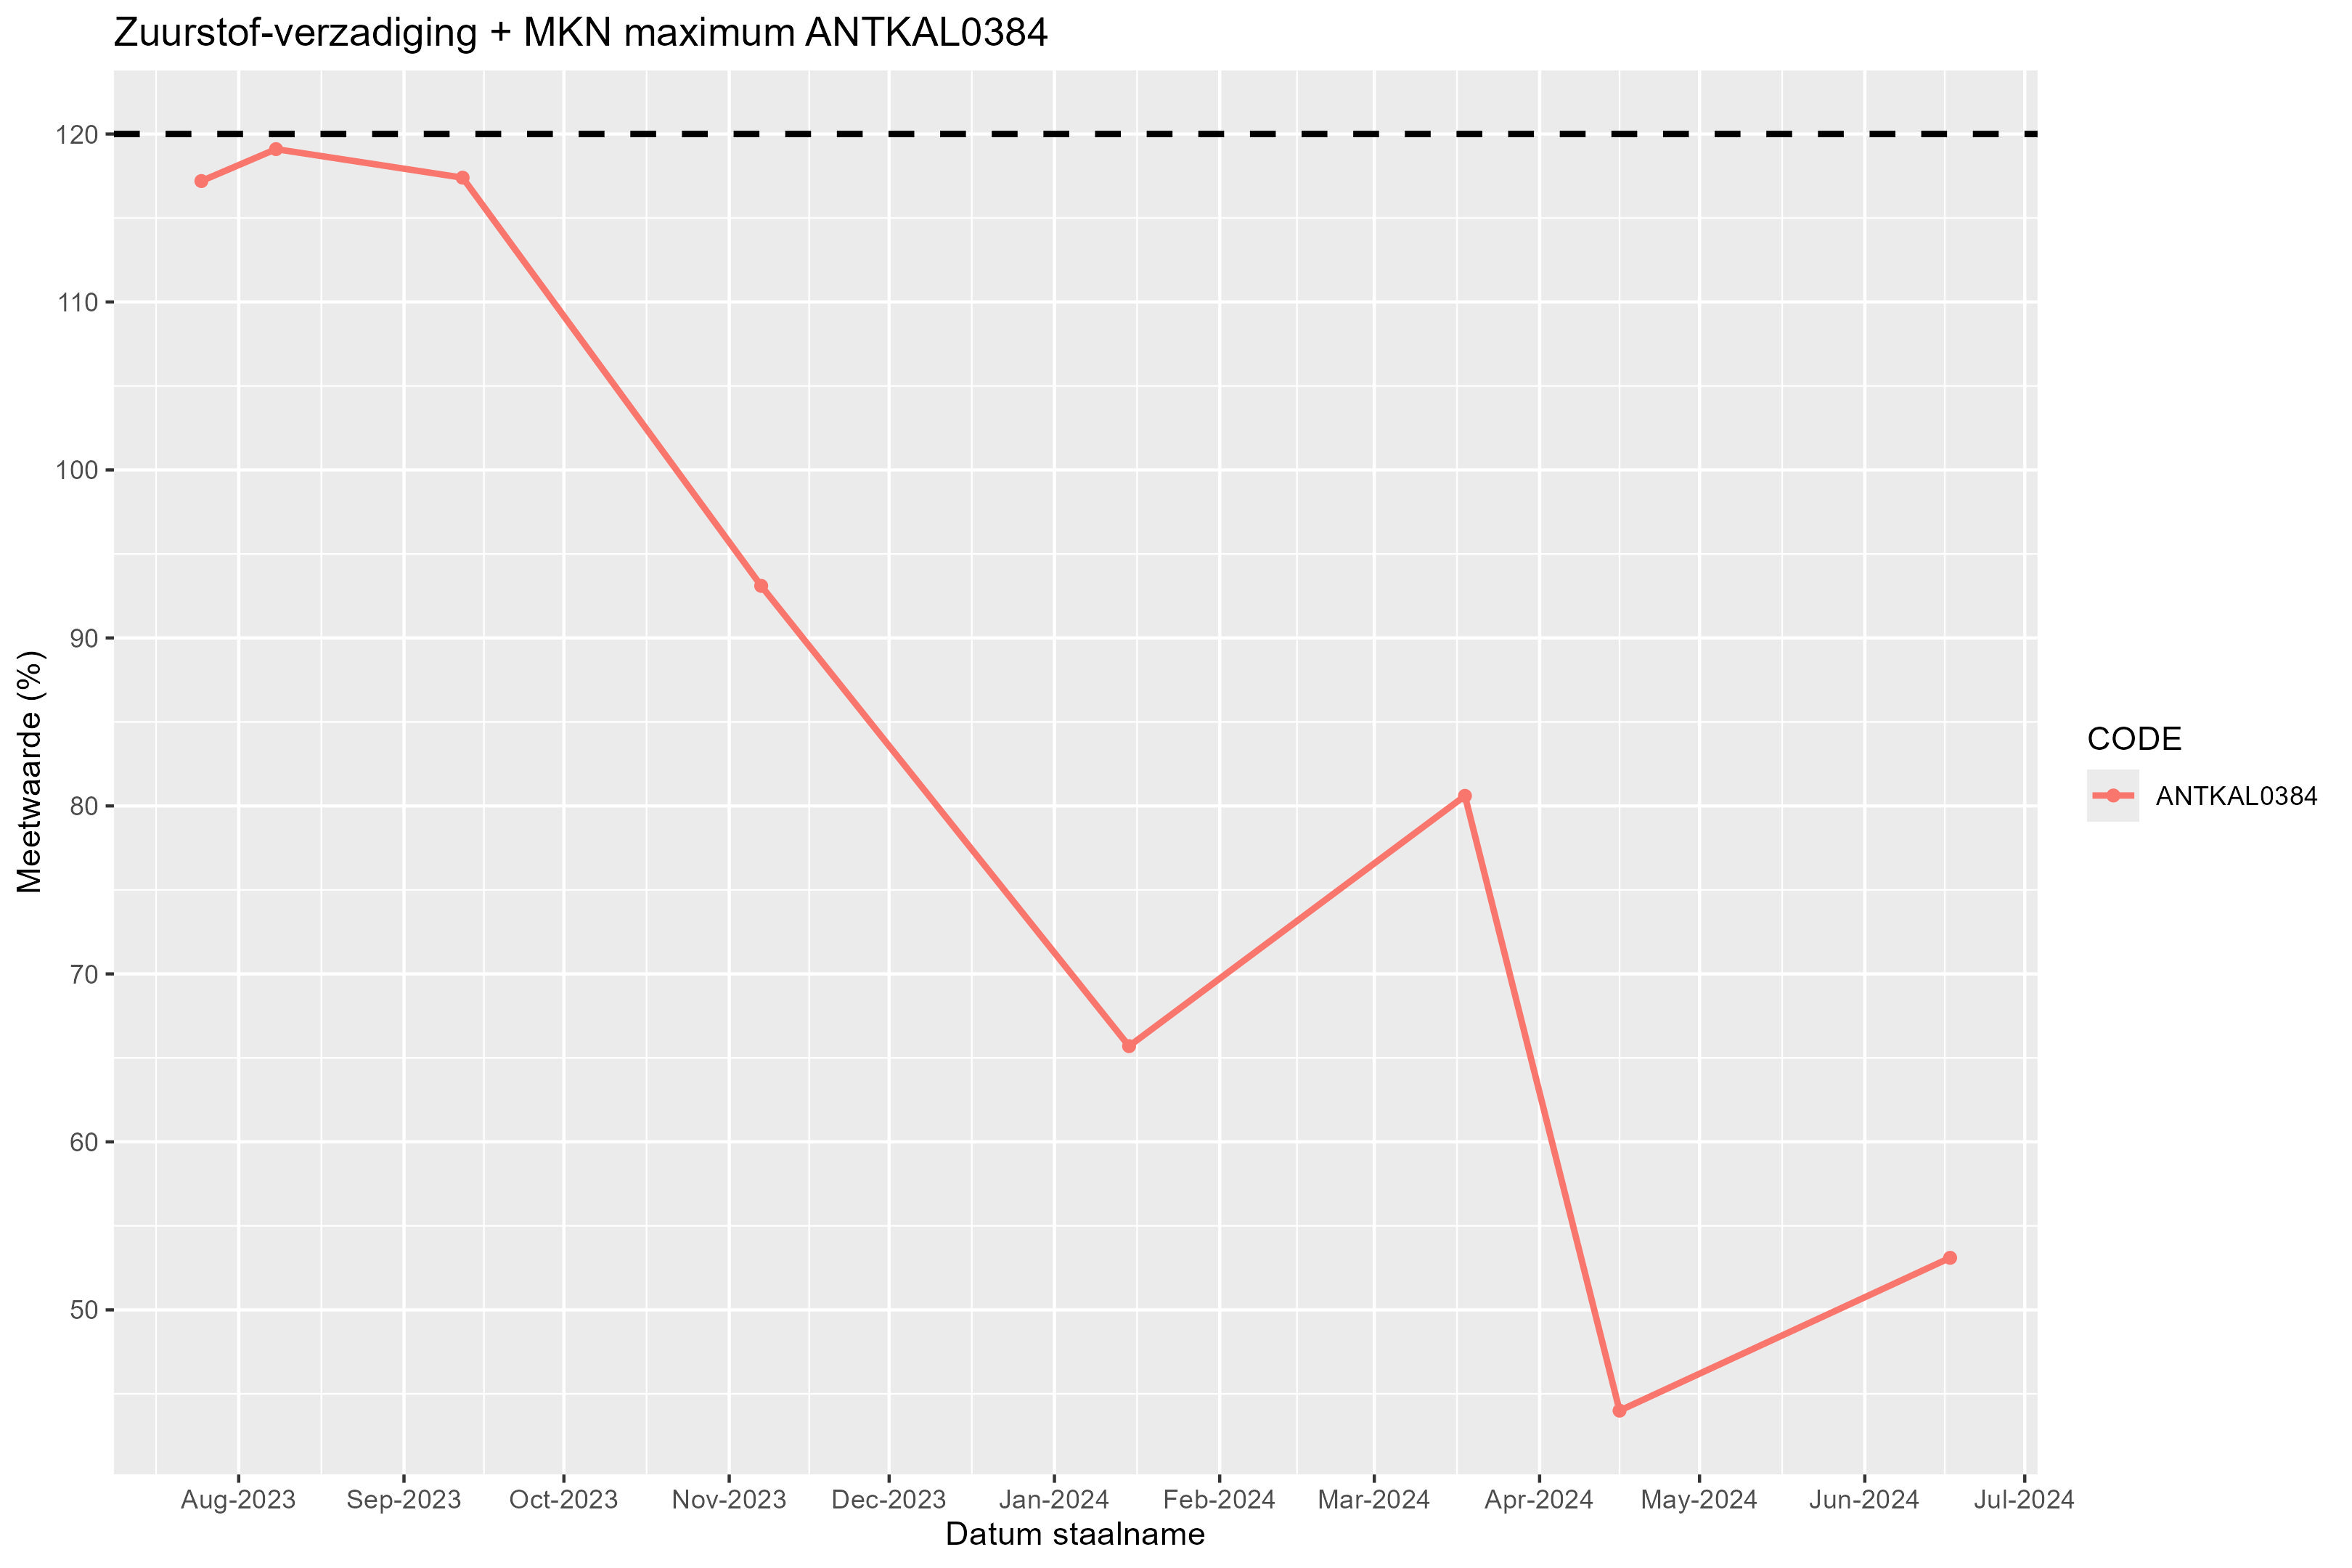 Zuurstof-verzadiging + MKN maximum ANTKAL0384
120
110
100
90
80
70
60
50
Meetwaarde (%)
Aug-2023 Sep-2023 Oct-2023 Nov-2023 Dec-2023 Jan-2024 Feb-2024 Mar-2024 Apr-2024 May-2024 Jun-2024 Jul-2024
Datum staalname
CODE
ANTKAL0384